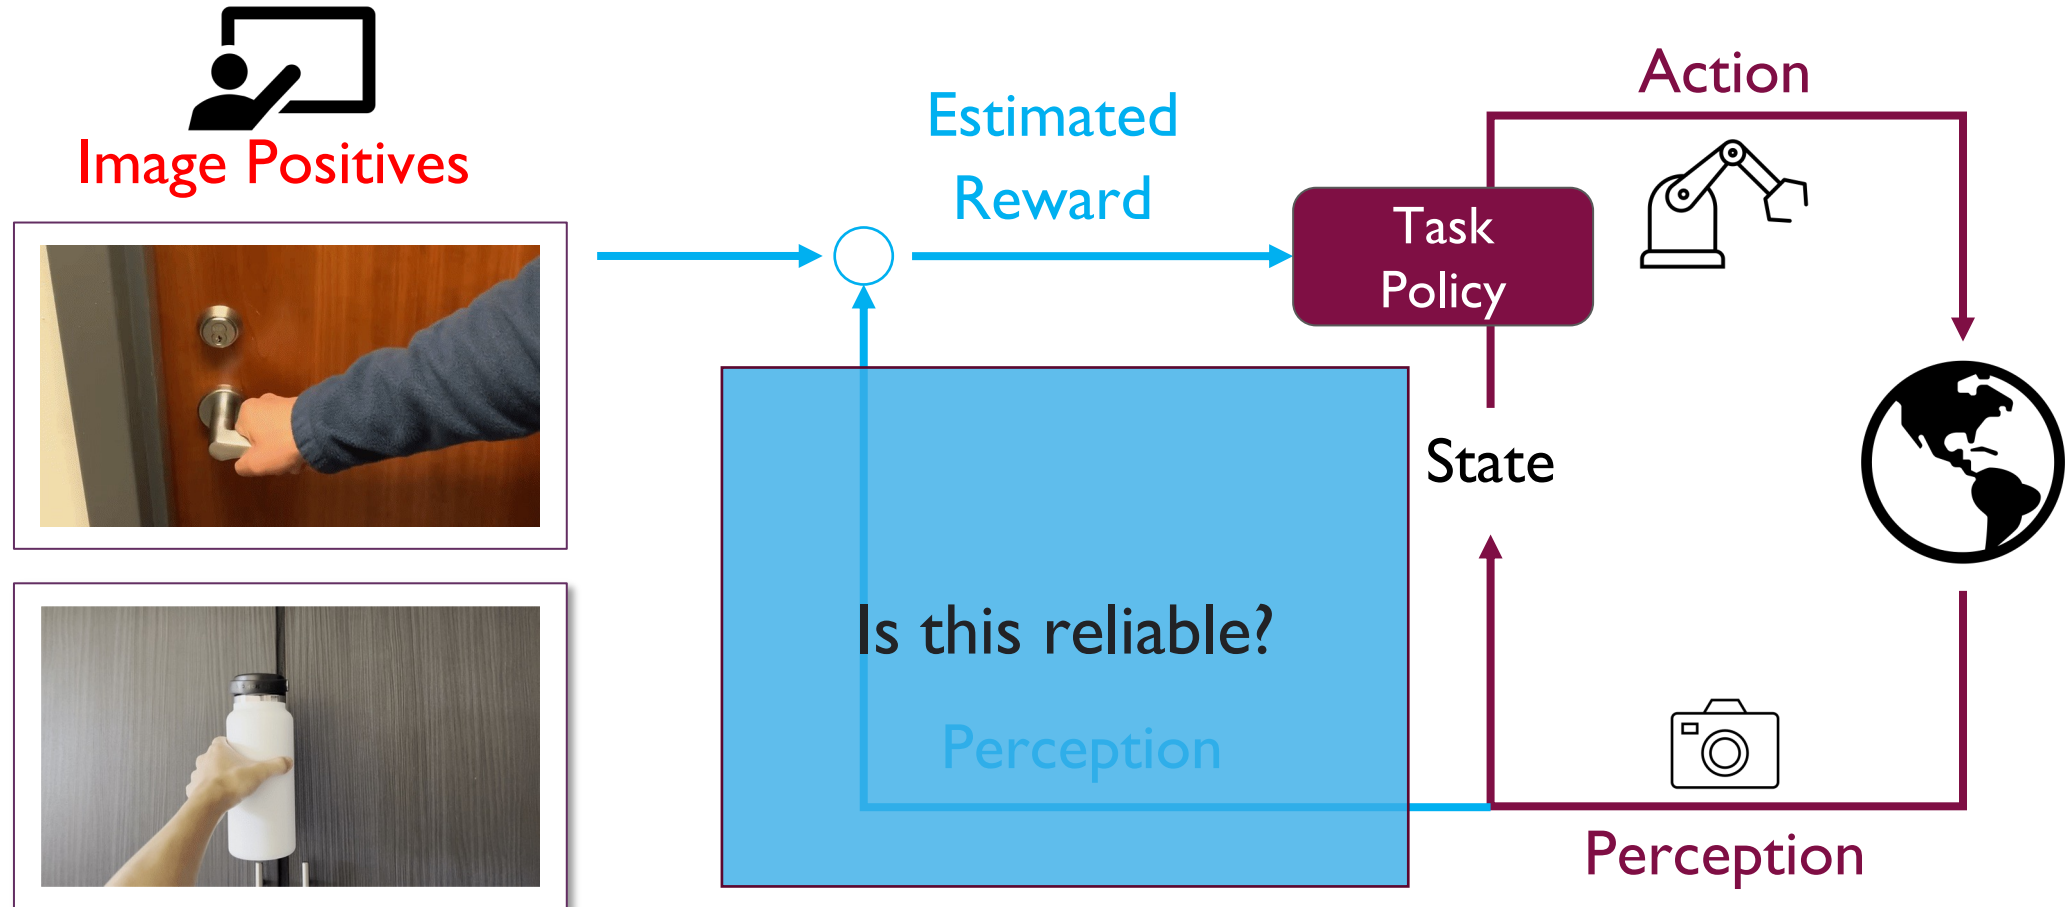 Image Positives
Estimated
Reward
Action
Task
Policy
State
Is this reliable?
Perception
Perception